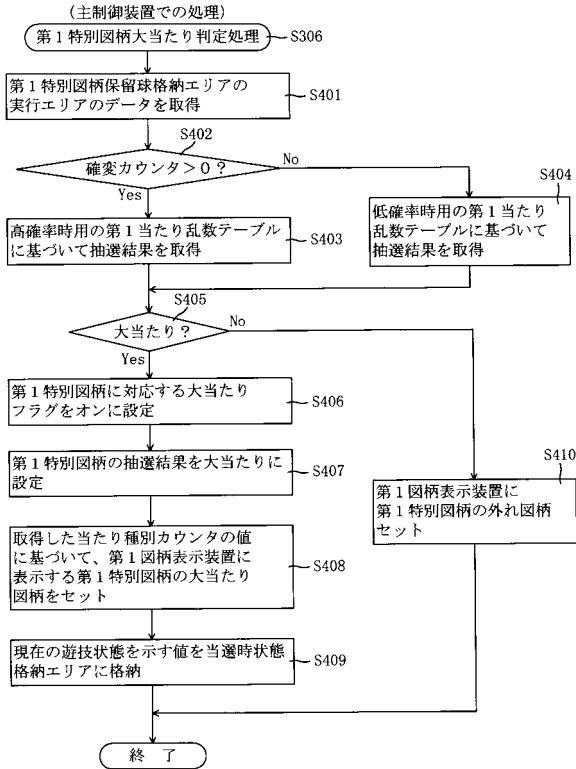 (主制御装置での処理)
第1特別図柄大当たり判定処理
S306
第1特別図柄保留球格納エリアの
実行エリアのデータを取得
S401
S402
確変カウンタ>0?
No
Yes
S404
高確率時用の第1当たり乱数テーブル
に基づいて抽選結果を取得
S403
低確率時用の第1当たり
乱数テーブルに基づいて
抽選結果を取得
S405
大当たり?
No
Yes
第1特別図柄に対応する大当たり
フラグをオンに設定
S406
第1特別図柄の抽選結果を大当たりに
設定
S407
S410
第1図柄表示装置に
第1特別図柄の外れ図柄
セット
取得した当たり種別カウンタの値
に基づいて、第1図柄表示装置に
表示する第1特別図柄の大当たり
図柄をセット
S408
現在の遊技状態を示す値を当選時状態
格納エリアに格納
S409
終 了